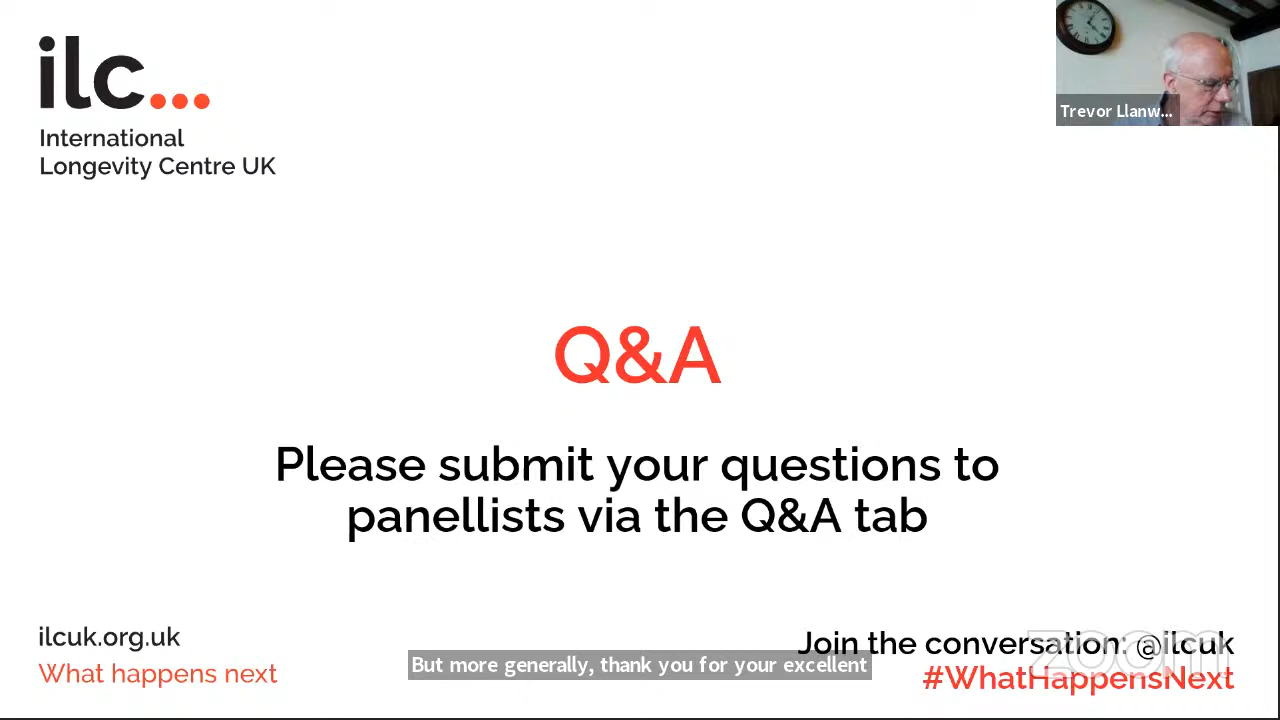 ilc...
International
Longevity Centre UK
Trevor Llanw...
Q&A
Please submit your questions to
panellists via the Q&A tab
ilcuk.org.uk
What happens next
But more generally, thank you for your excellent
Join the conversation: @ilcuk
#WhatHappensNext
zoom